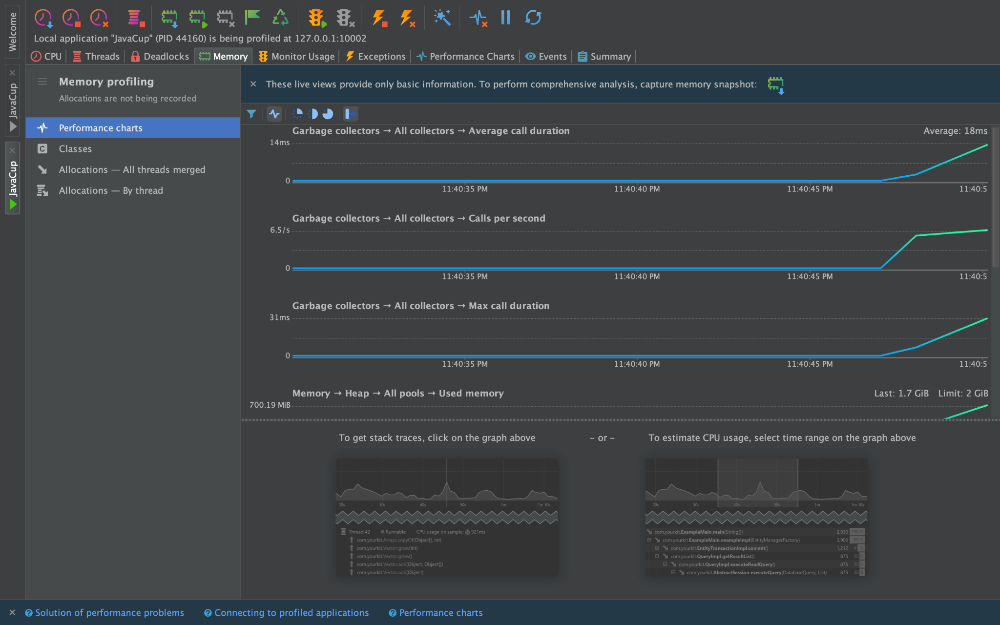 Welcome
JavaCup
JavaCup
Local application "JavaCup" (PID 44160) is being profiled at 127.0.0.1:10002
CPU
Threads
Deadlocks
Memory
Monitor Usage
Exceptions
Performance Charts
Events
Summary
Memory profiling
Allocations are not being recorded
Performance charts
C Classes
Allocations — All threads merged
Allocations — By thread
These live views provide only basic information. To perform comprehensive analysis, capture memory snapshot:
Garbage collectors → All collectors → Average call duration
Average: 18ms
14ms
0
11:40:35 PM 11:40:40 PM 11:40:45 PM 11:40:5
Garbage collectors → All collectors → Calls per second
6.5/s
0
11:40:35 PM 11:40:40 PM 11:40:45 PM 11:40:5
Garbage collectors → All collectors → Max call duration
31ms
0
11:40:35 PM 11:40:40 PM 11:40:45 PM 11:40:5
Memory → Heap → All pools → Used memory
Last: 1.7 GiB Limit: 2 GiB
700.19 MiB
To get stack traces, click on the graph above
– or –
To estimate CPU usage, select time range on the graph above
20s 30s 40s 50s 1m 1m 10s
Thread 42 Runnable CPU usage on sample: 921ms
com.yourkit.Arrays.copyOf(Object[], int)
com.yourkit.Vector.grow(int)
com.yourkit.Vector.grow()
com.yourkit.Vector.add(Object, Object[])
com.yourkit.Vector.add(Object)
20s 30s 40s 50s 1m 1m 10s
com.yourkit.ExampleMain.main(String[]) 2,930 100 %
com.yourkit.ExampleMain.exampleImpl(EntityManagerFactory) 2,906 99 %
com.yourkit.EntityTransactionImpl.commit() 1,212 41 %
com.yourkit.QueryImpl.getResultList() 875 30 %
com.yourkit.QueryImpl.executeReadQuery() 875 30 %
com.yourkit.AbstractSession.executeQuery(DatabaseQuery, List) 875 30 %
? Solution of performance problems
? Connecting to profiled applications
? Performance charts